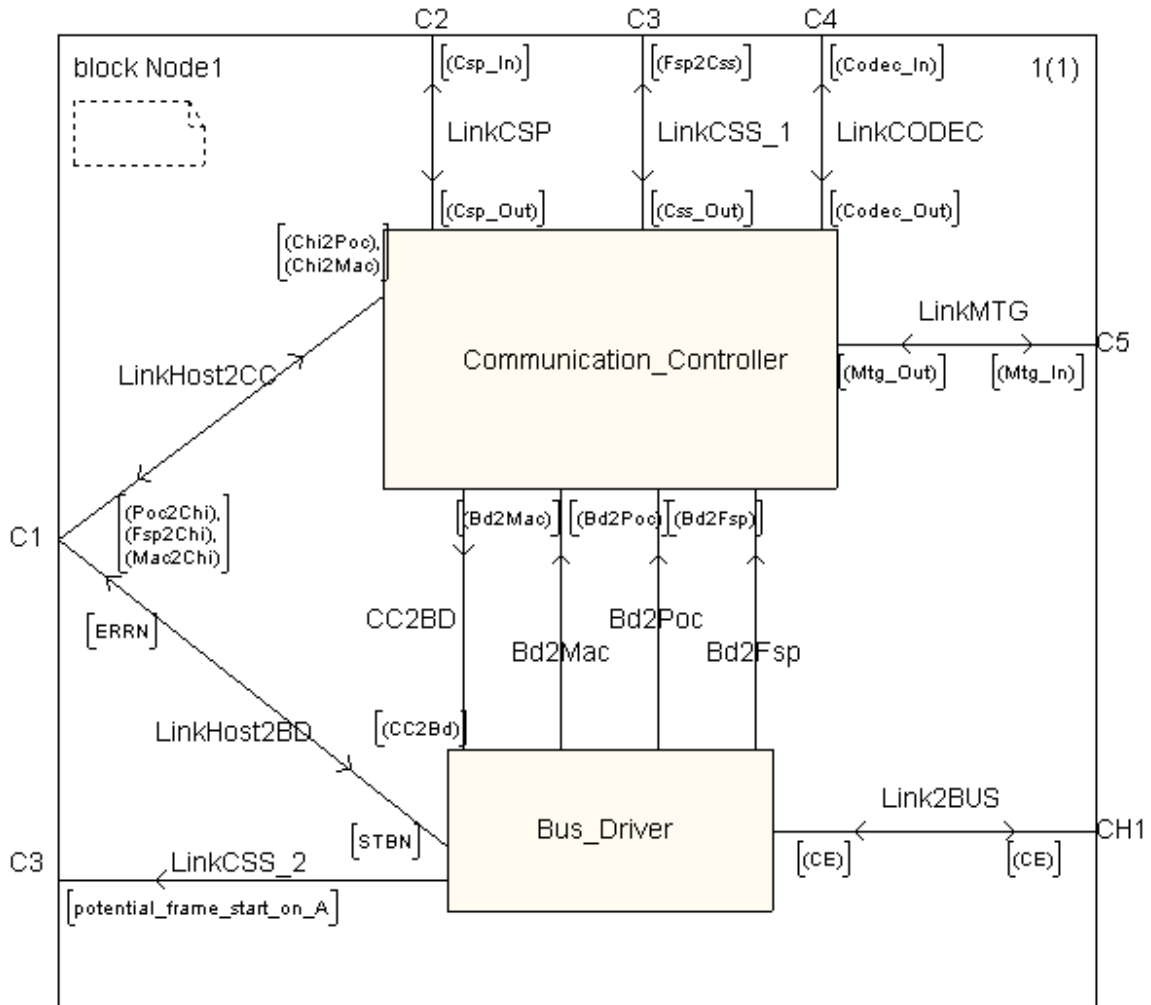 C2
C3
C4
block Node1
[(Csp_In)]
[(Fsp2Css)]
[(Codec_In)]
1(1)
LinkCSP
LinkCSS_1
LinkCODEC
[(Csp_Out)]
[(Css_Out)]
[(Codec_Out)]
[(Chi2Poc),
(Chi2Mac)]
LinkMTG
Communication_Controller
C5
[(Mtg_Out)]
[(Mtg_In)]
LinkHost2CC
C1
[(Poc2Chi),
(Fsp2Chi),
(Mac2Chi)]
[(Bd2Mac)]
[(Bd2Poc)]
[(Bd2Fsp)]
[ERRN]
CC2BD
Bd2Mac
Bd2Poc
Bd2Fsp
LinkHost2BD
[(CC2Bd)]
Link2BUS
[STBN]
Bus_Driver
CH1
C3
LinkCSS_2
[(CE)]
[(CE)]
[potential_frame_start_on_A]